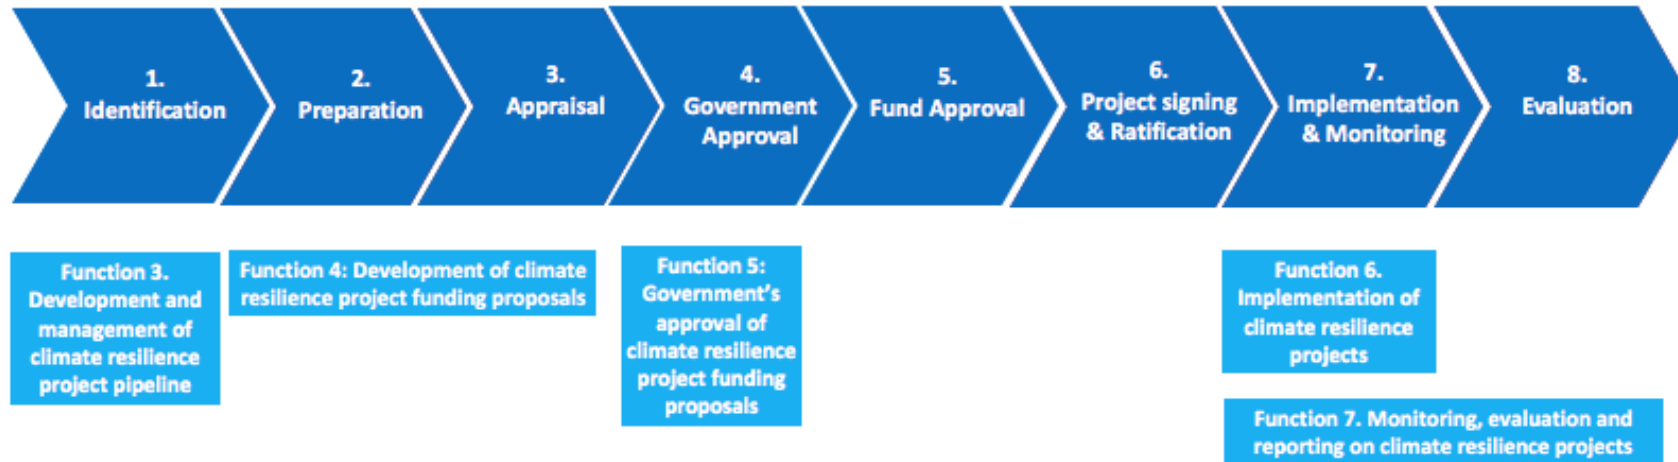 1.
Identification
2.
Preparation
3.
Appraisal
4.
Government
Approval
5.
Fund Approval
6.
Project signing
& Ratification
7.
Implementation
& Monitoring
8.
Evaluation
Function 3.
Development and
management of
climate resilience
project pipeline
Function 4: Development of climate
resilience project funding proposals
Function 5:
Government's
approval of
climate resilience
project funding
proposals
Function 6.
Implementation of
climate resilience
projects
Function 7. Monitoring, evaluation and
reporting on climate resilience projects